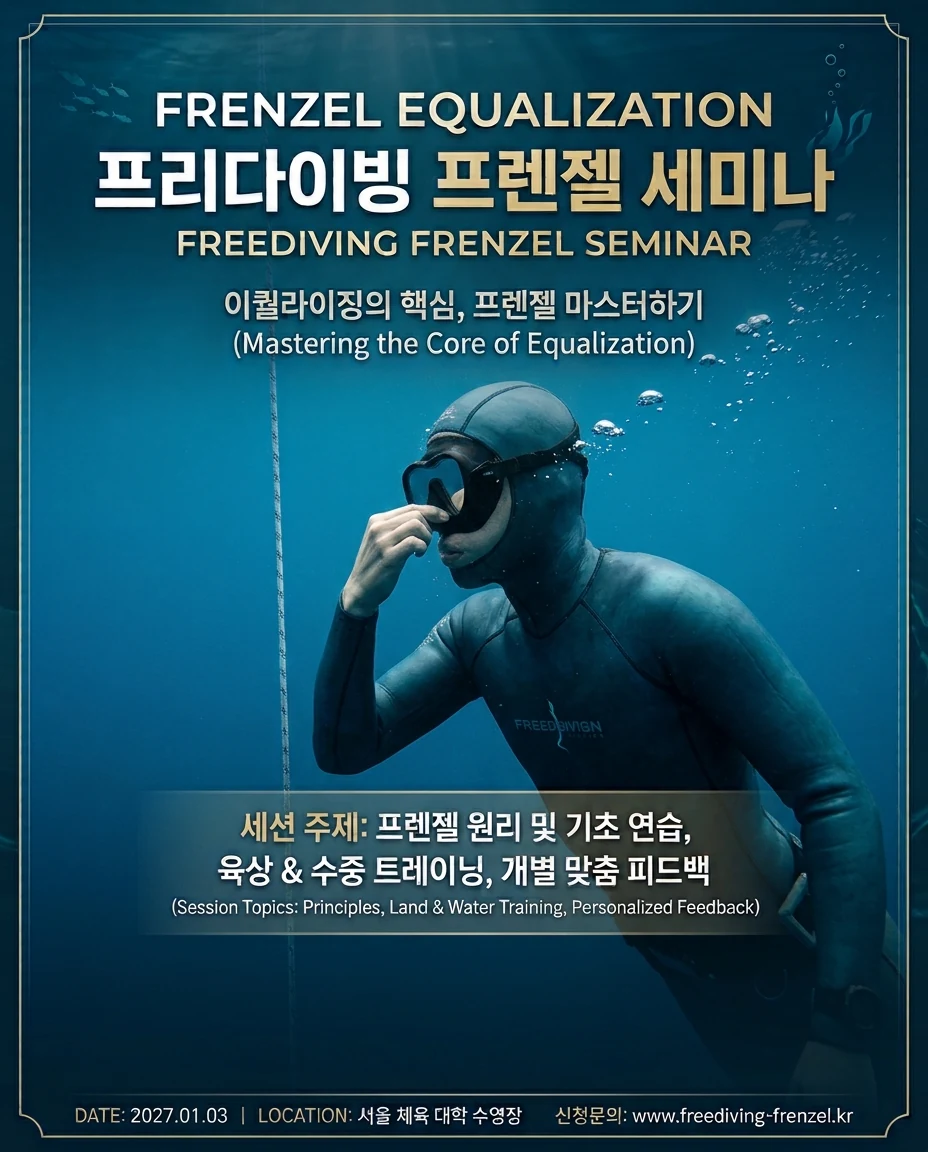 FRENZEL EQUALIZATION
프리다이빙 프렌젤 세미나
FREEDIVING FRENZEL SEMINAR
이퀄라이징의 핵심, 프렌젤 마스터하기
(Mastering the Core of Equalization)
FREEDIVIGN
세션 주제: 프렌젤 원리 및 기초 연습,
육상 & 수중 트레이닝, 개별 맞춤 피드백
(Session Topics: Principles, Land & Water Training, Personalized Feedback)
DATE: 2027.01.03 | LOCATION: 서울 체육 대학 수영장 신청문의: www.freediving-frenzel.kr